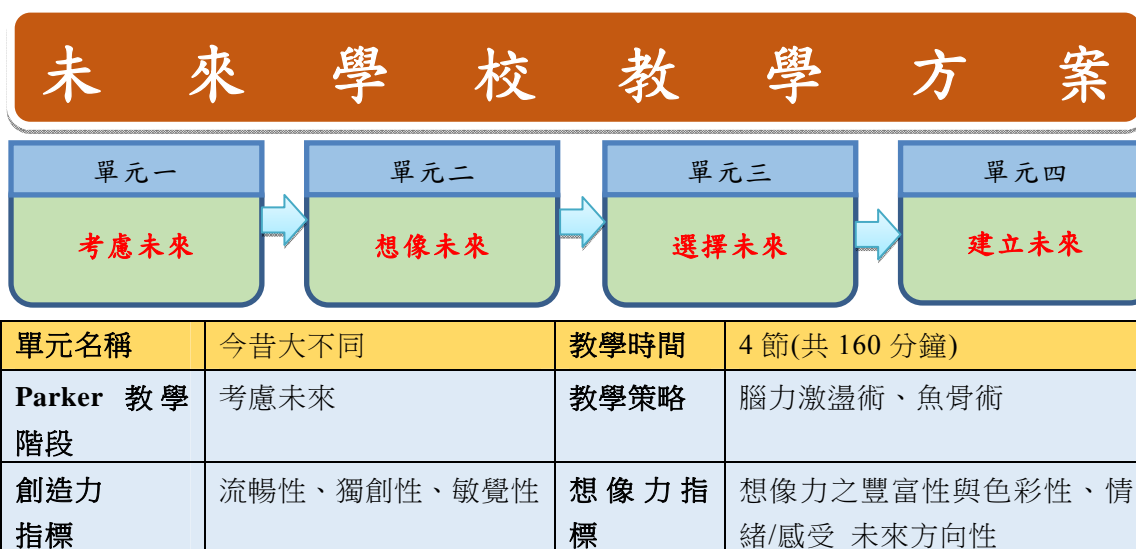 未來學校教學方案
單元一 單元二 單元三 單元四
考慮未來 想像未來 選擇未來 建立未來
單元名稱 今昔大不同 教學時間 4 節(共 160 分鐘)
Parker 教學 考慮未來 教學策略 腦力激盪術、魚骨術
階段
創造力 流暢性、獨創性、敏覺性 想像力指 想像力之豐富性與色彩性、情
指標 標 緒/感受 未來方向性